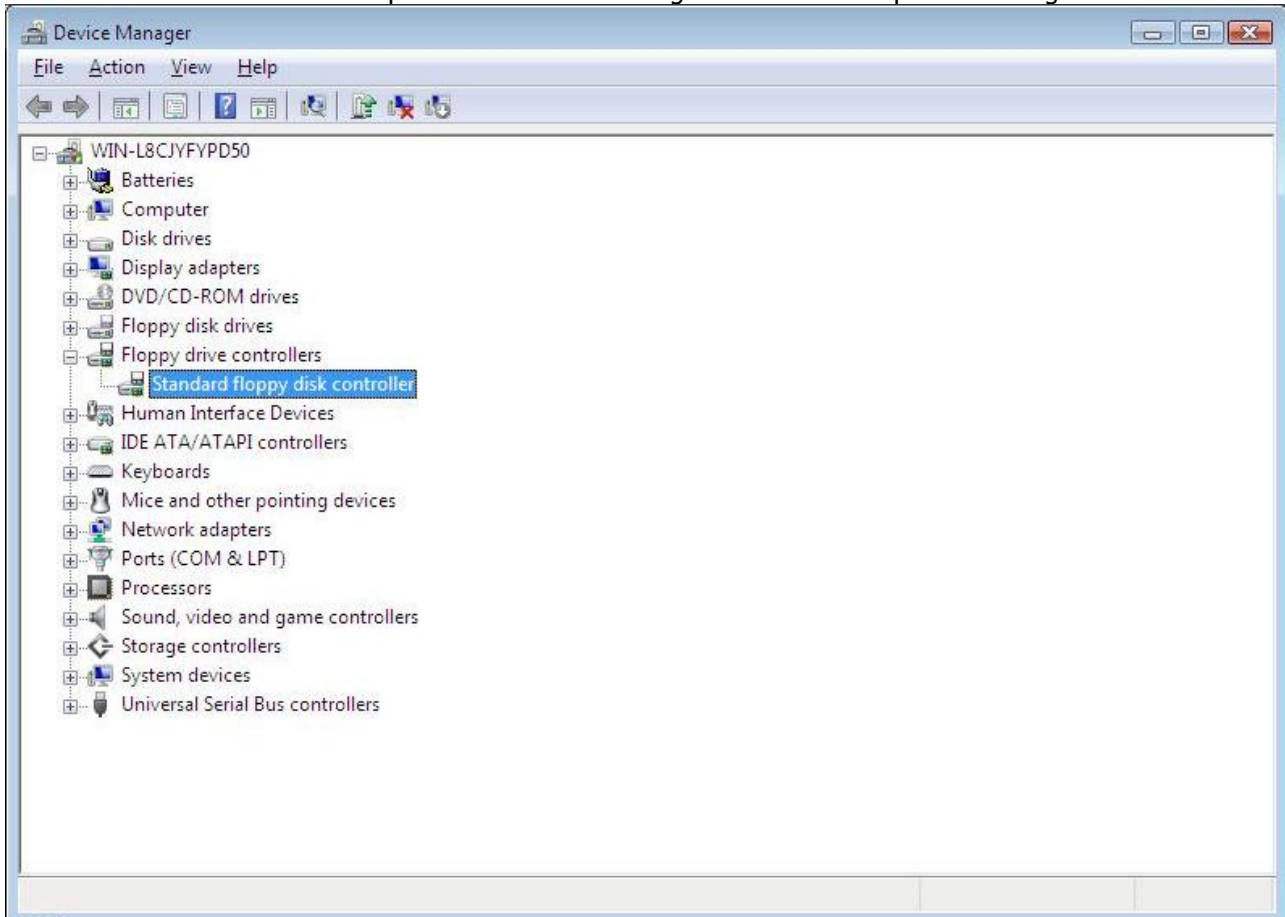 Device Manager
File Action View Help
WIN-L8CJYFYPD50
Batteries
Computer
Disk drives
Display adapters
DVD/CD-ROM drives
Floppy disk drives
Floppy drive controllers
Standard floppy disk controller
Human Interface Devices
IDE ATA/ATAPI controllers
Keyboards
Mice and other pointing devices
Network adapters
Ports (COM & LPT)
Processors
Sound, video and game controllers
Storage controllers
System devices
Universal Serial Bus controllers